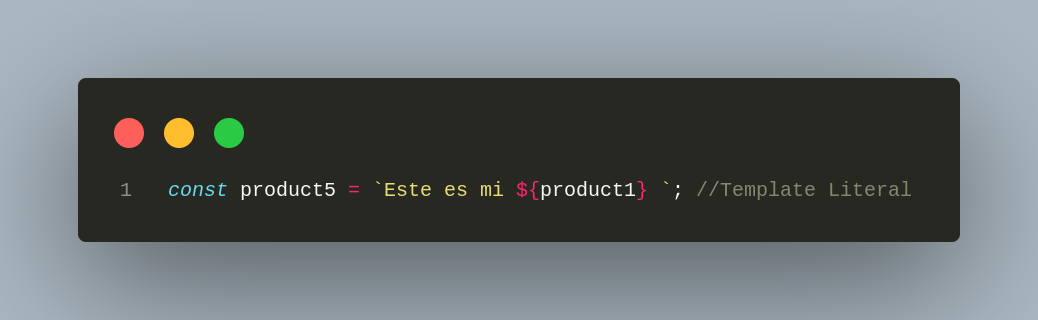 1 const product5 = `Este es mi ${product1} `; //Template Literal